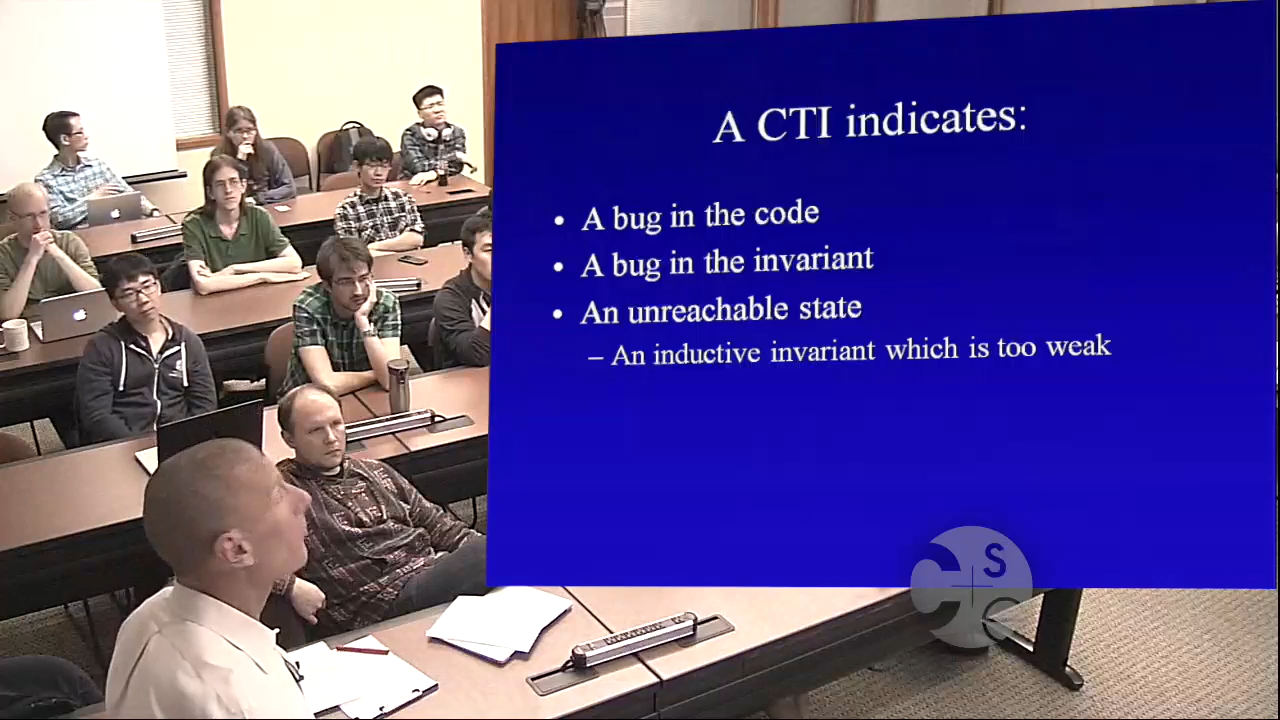 A CTI indicates:
• A bug in the code
• A bug in the invariant
• An unreachable state
– An inductive invariant which is too weak
CS